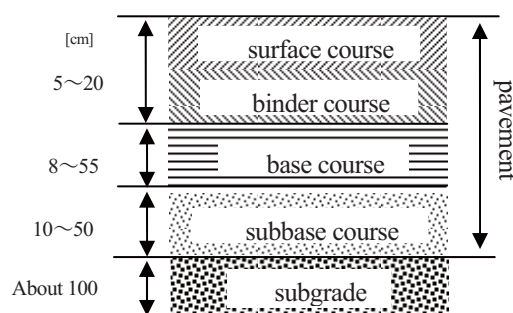 [cm]
surface course
5～20
binder course
pavement
8～55
base course
10～50
subbase course
About 100
subgrade